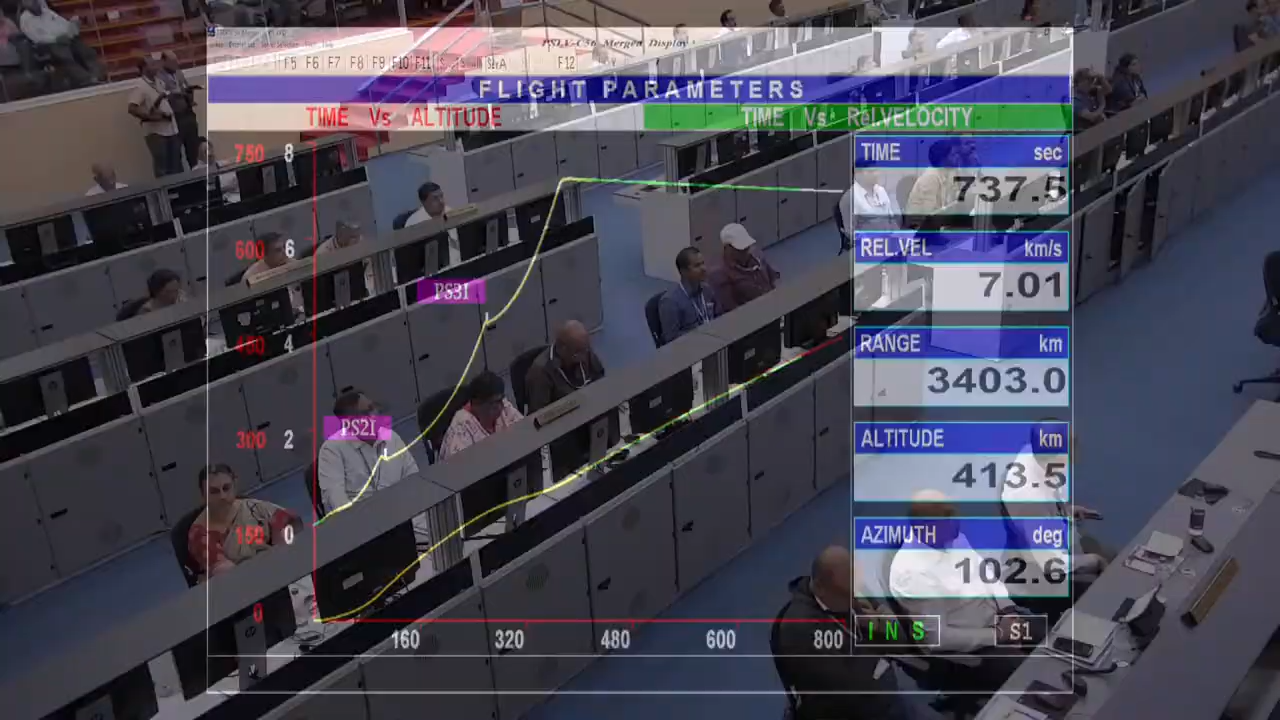 PSLV-C36 Mergen Display
F5 F6 F7 F8 F9 F10 F11
F12
FLIGHT PARAMETERS
TIME Vs ALTITUDE
TIME Vs Rel.VELOCITY
750 8
600 6
450 4
300 2
150 0
0
PS3I
PS2I
160 320 480 600 800
TIME sec
737.5
REL.VEL km/s
7.01
RANGE km
3403.0
ALTITUDE km
413.5
AZIMUTH deg
102.6
INS
S1